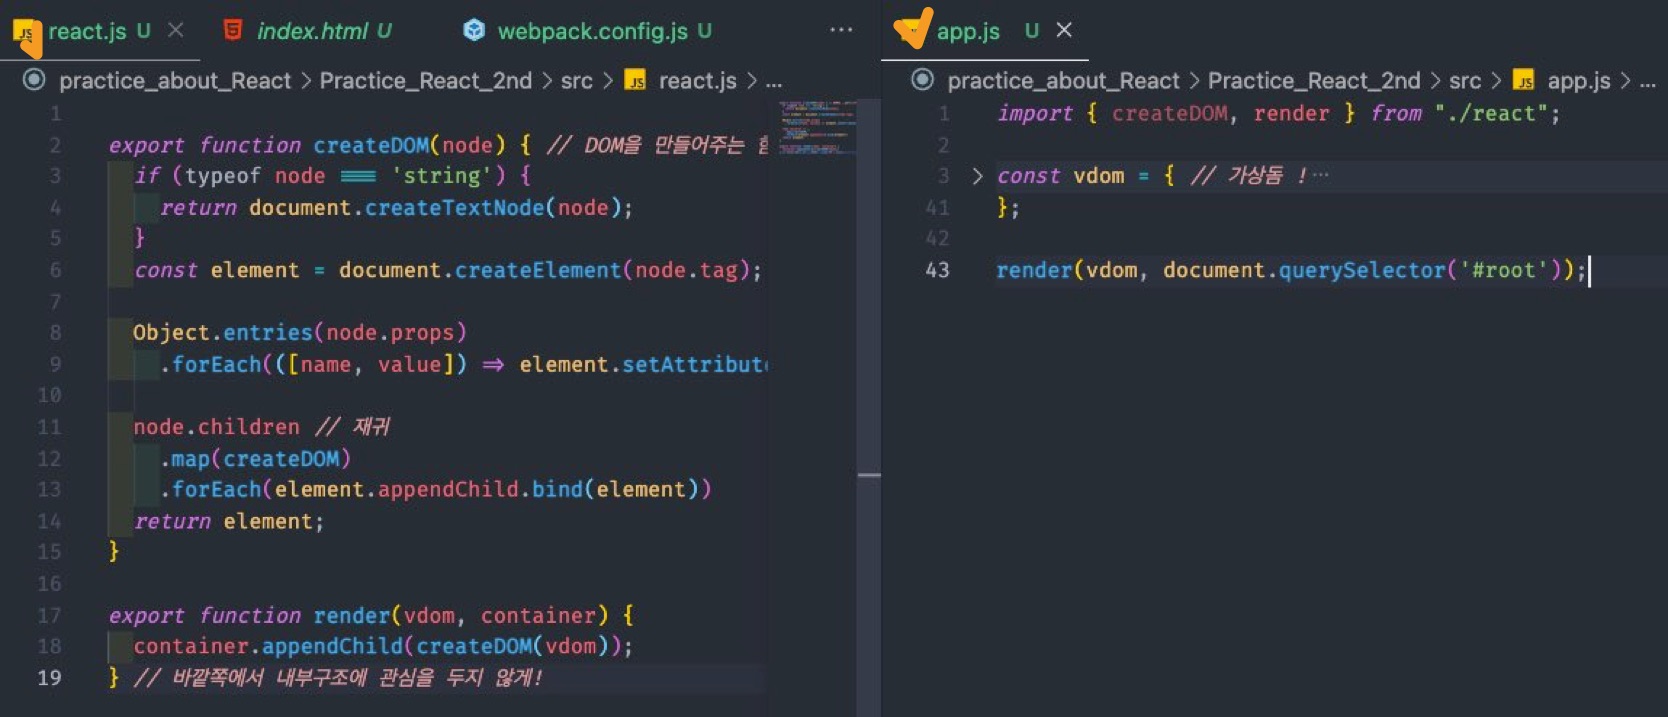 react.js U
index.html U
webpack.config.js U
...
practice_about_React > Practice_React_2nd > src > JS react.js > ...
1
2 export function createDOM(node) { // DOM을 만들어주는
3 if (typeof node === 'string') {
4 return document.createTextNode(node);
5 }
6 const element = document.createElement(node.tag);
7
8 Object.entries(node.props)
9 .forEach(([name, value]) => element.setAttribute
10
11 node.children // 재귀
12 .map(createDOM)
13 .forEach(element.appendChild.bind(element))
14 return element;
15 }
16
17 export function render(vdom, container) {
18 container.appendChild(createDOM(vdom));
19 } // 바깥쪽에서 내부구조에 관심을 두지 않게!
app.js U
practice_about_React > Practice_React_2nd > src > JS app.js > ...
1 import { createDOM, render } from "./react";
2
3 > const vdom = { // 가상돔 !...
41 };
42
43 render(vdom, document.querySelector('#root'));